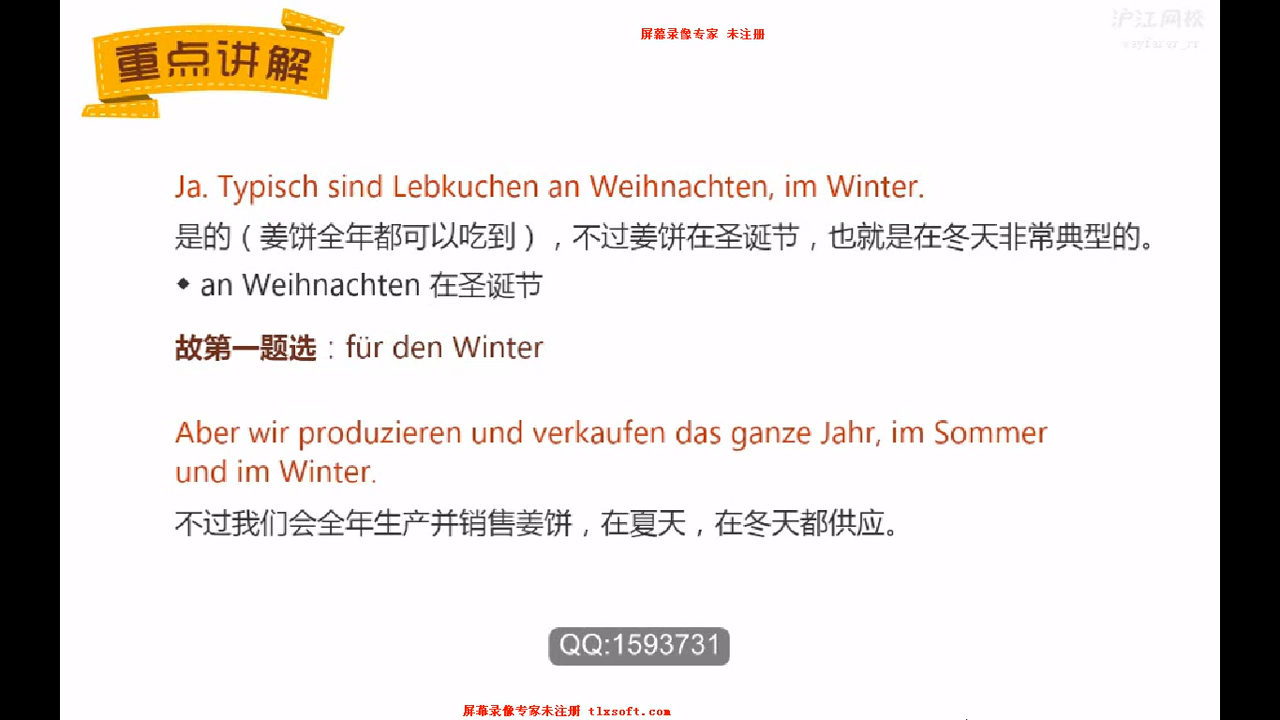 屏幕录像专家 未注册
沪江网校
重点讲解
Ja. Typisch sind Lebkuchen an Weihnachten, im Winter.
是的（姜饼全年都可以吃到），不过姜饼在圣诞节，也就是在冬天非常典型的。
◆ an Weihnachten 在圣诞节
故第一题选：für den Winter
Aber wir produzieren und verkaufen das ganze Jahr, im Sommer
und im Winter.
不过我们会全年生产并销售姜饼，在夏天，在冬天都供应。
QQ:1593731
屏幕录像专家未注册 tlxsoft.com